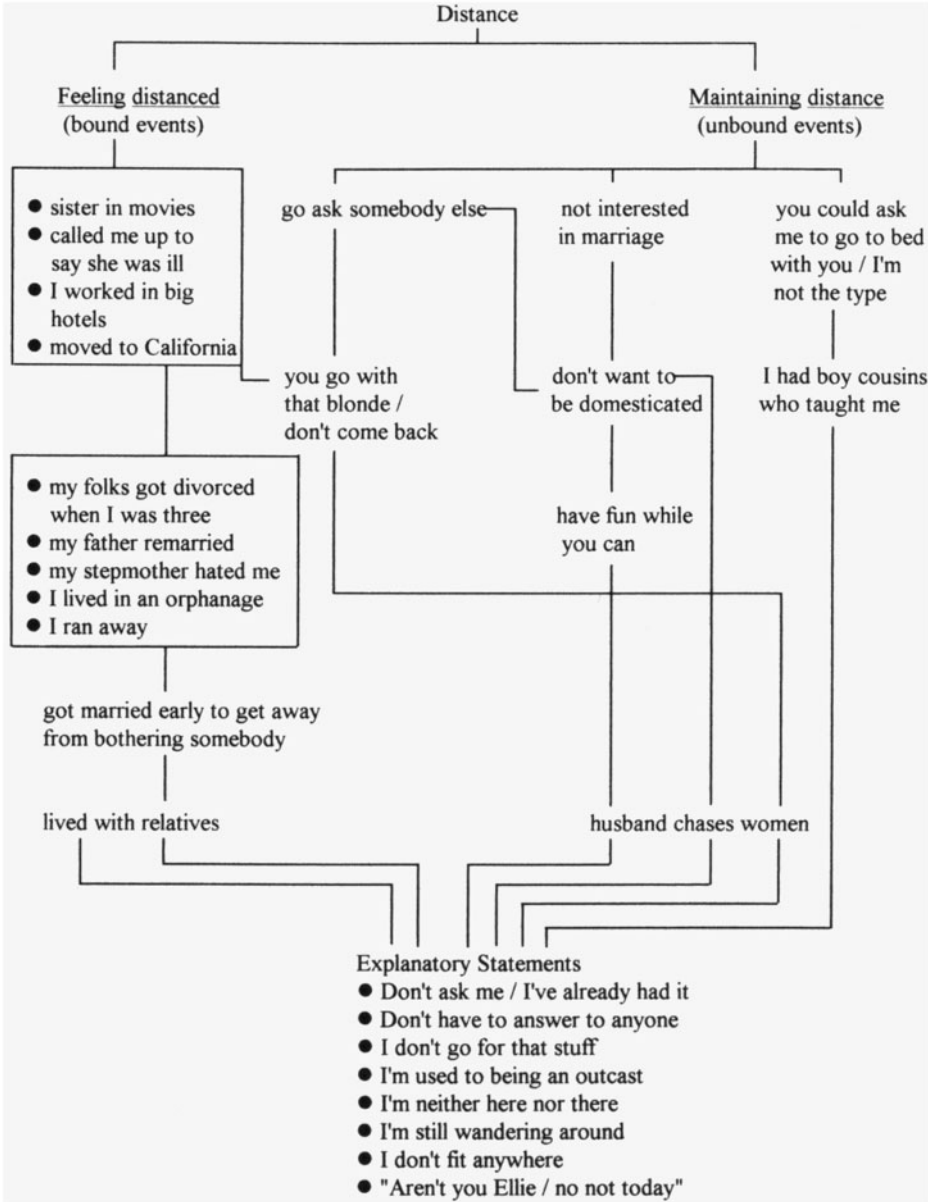 Distance
Feeling distanced
(bound events)
Maintaining distance
(unbound events)
● sister in movies
● called me up to
say she was ill
● I worked in big
hotels
● moved to California
go ask somebody else
not interested
in marriage
you could ask
me to go to bed
with you / I'm
not the type
you go with
that blonde /
don't come back
don't want to
be domesticated
I had boy cousins
who taught me
● my folks got divorced
when I was three
● my father remarried
● my stepmother hated me
● I lived in an orphanage
● I ran away
have fun while
you can
got married early to get away
from bothering somebody
lived with relatives
husband chases women
Explanatory Statements
● Don't ask me / I've already had it
● Don't have to answer to anyone
● I don't go for that stuff
● I'm used to being an outcast
● I'm neither here nor there
● I'm still wandering around
● I don't fit anywhere
● "Aren't you Ellie / no not today"